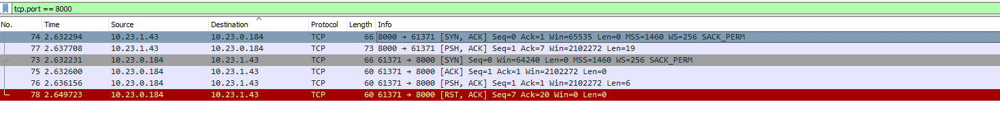 tcp.port == 8000
No. Time Source Destination Protocol Length Info
74 2.632294 10.23.1.43 10.23.0.184 TCP 66 8000 → 61371 [SYN, ACK] Seq=0 Ack=1 Win=65535 Len=0 MSS=1460 WS=256 SACK_PERM
77 2.637708 10.23.1.43 10.23.0.184 TCP 73 8000 → 61371 [PSH, ACK] Seq=1 Ack=7 Win=2102272 Len=19
73 2.632231 10.23.0.184 10.23.1.43 TCP 66 61371 → 8000 [SYN] Seq=0 Win=64240 Len=0 MSS=1460 WS=256 SACK_PERM
75 2.632600 10.23.0.184 10.23.1.43 TCP 60 61371 → 8000 [ACK] Seq=1 Ack=1 Win=2102272 Len=0
76 2.636156 10.23.0.184 10.23.1.43 TCP 60 61371 → 8000 [PSH, ACK] Seq=1 Ack=1 Win=2102272 Len=6
78 2.649723 10.23.0.184 10.23.1.43 TCP 60 61371 → 8000 [RST, ACK] Seq=7 Ack=20 Win=0 Len=0